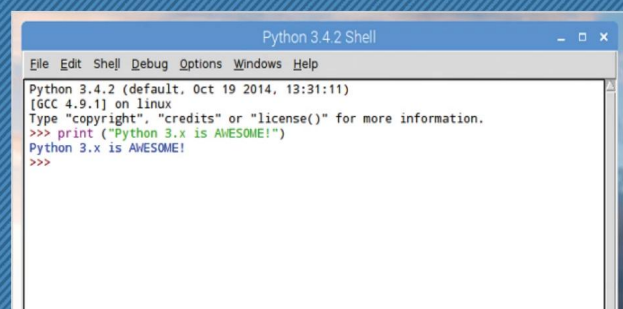 Python 3.4.2 Shell
File Edit Shell Debug Options Windows Help
Python 3.4.2 (default, Oct 19 2014, 13:31:11)
[GCC 4.9.1] on linux
Type "copyright", "credits" or "license()" for more information.
>>> print ("Python 3.x is AWESOME!")
Python 3.x is AWESOME!
>>>